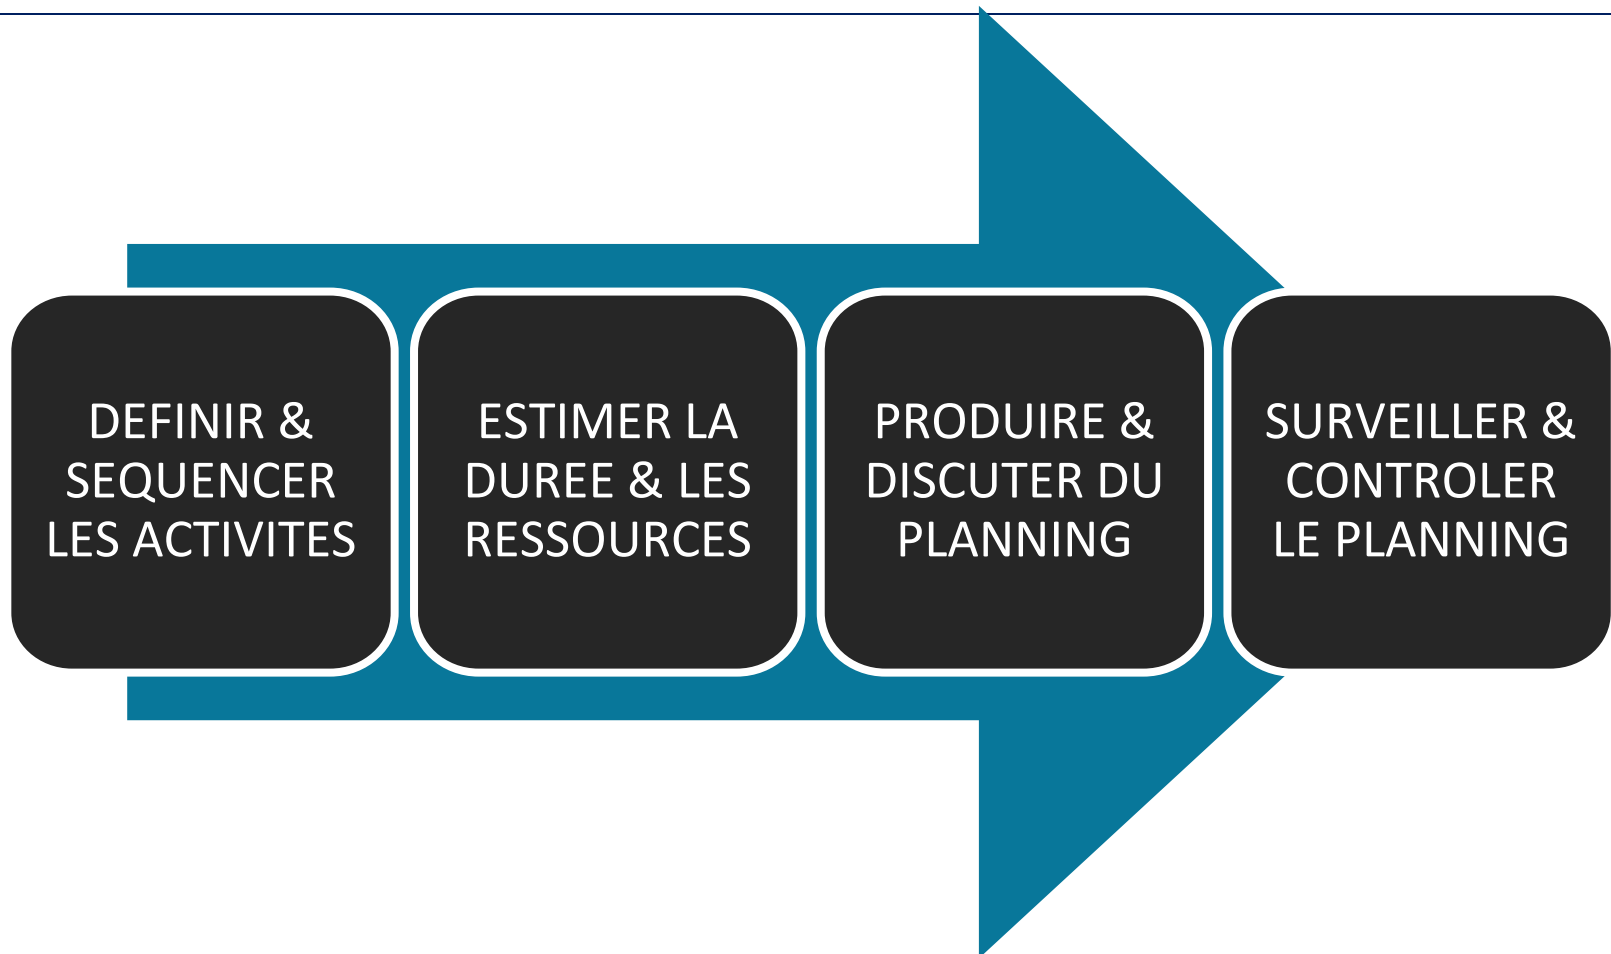 DEFINIR &
SEQUENCER
LES ACTIVITES
ESTIMER LA
DUREE & LES
RESSOURCES
PRODUIRE &
DISCUTER DU
PLANNING
SURVEILLER &
CONTROLER
LE PLANNING